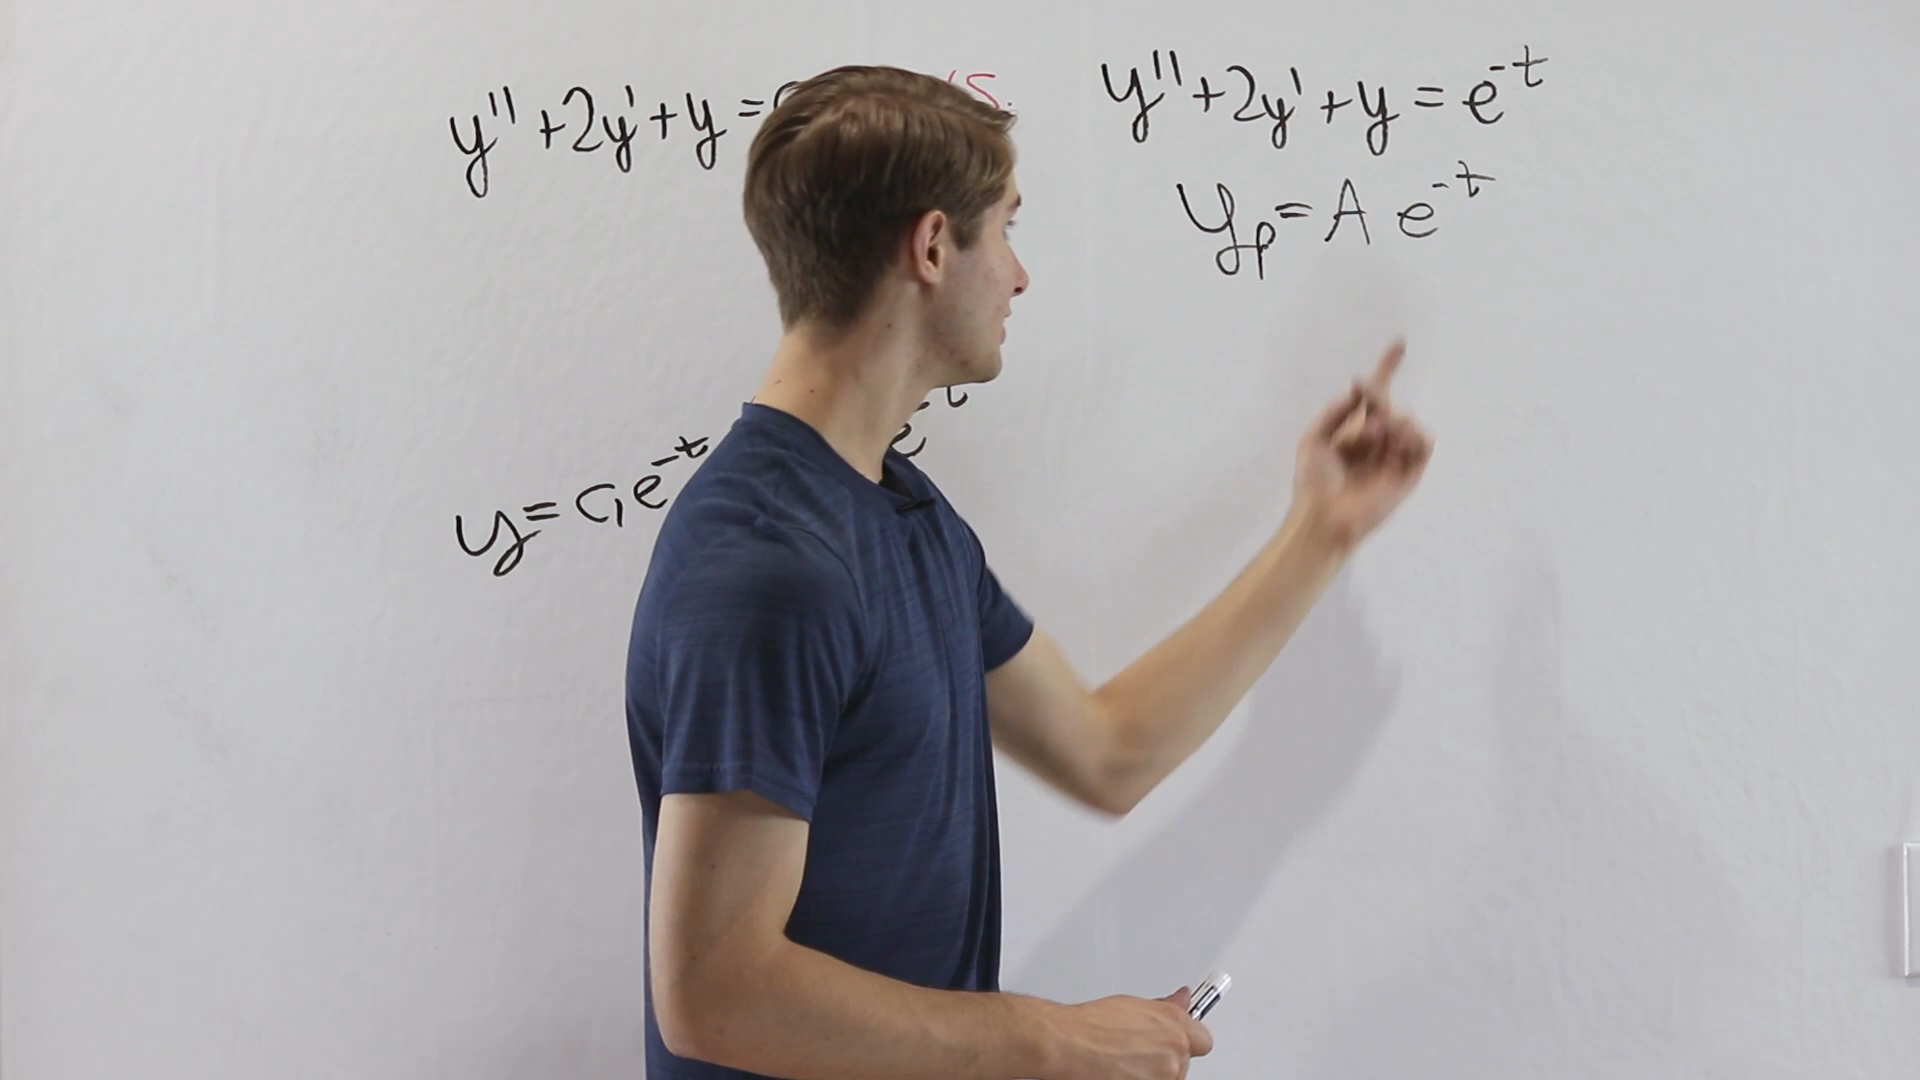 y''+2y'+y=
y=c₁e^-t
y''+2y'+y=e^-t
y_p=A e^-t